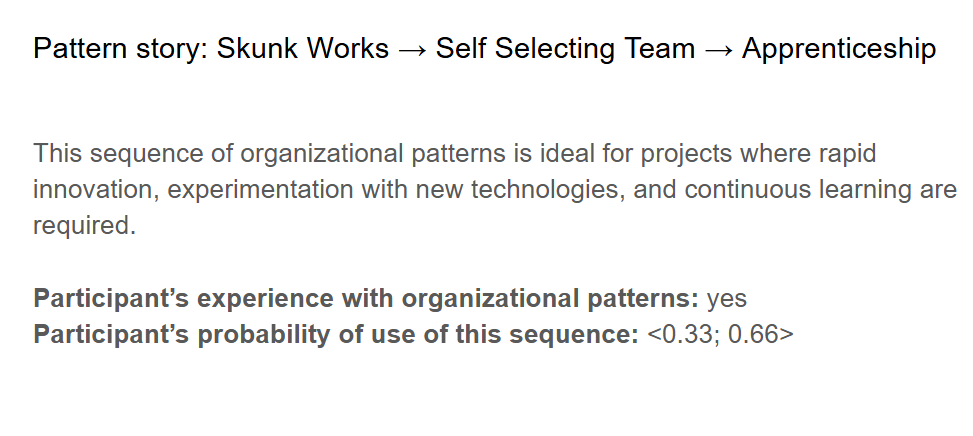 Pattern story: Skunk Works → Self Selecting Team → Apprenticeship
This sequence of organizational patterns is ideal for projects where rapid
innovation, experimentation with new technologies, and continuous learning are
required.
Participant’s experience with organizational patterns: yes
Participant’s probability of use of this sequence: <0.33; 0.66>